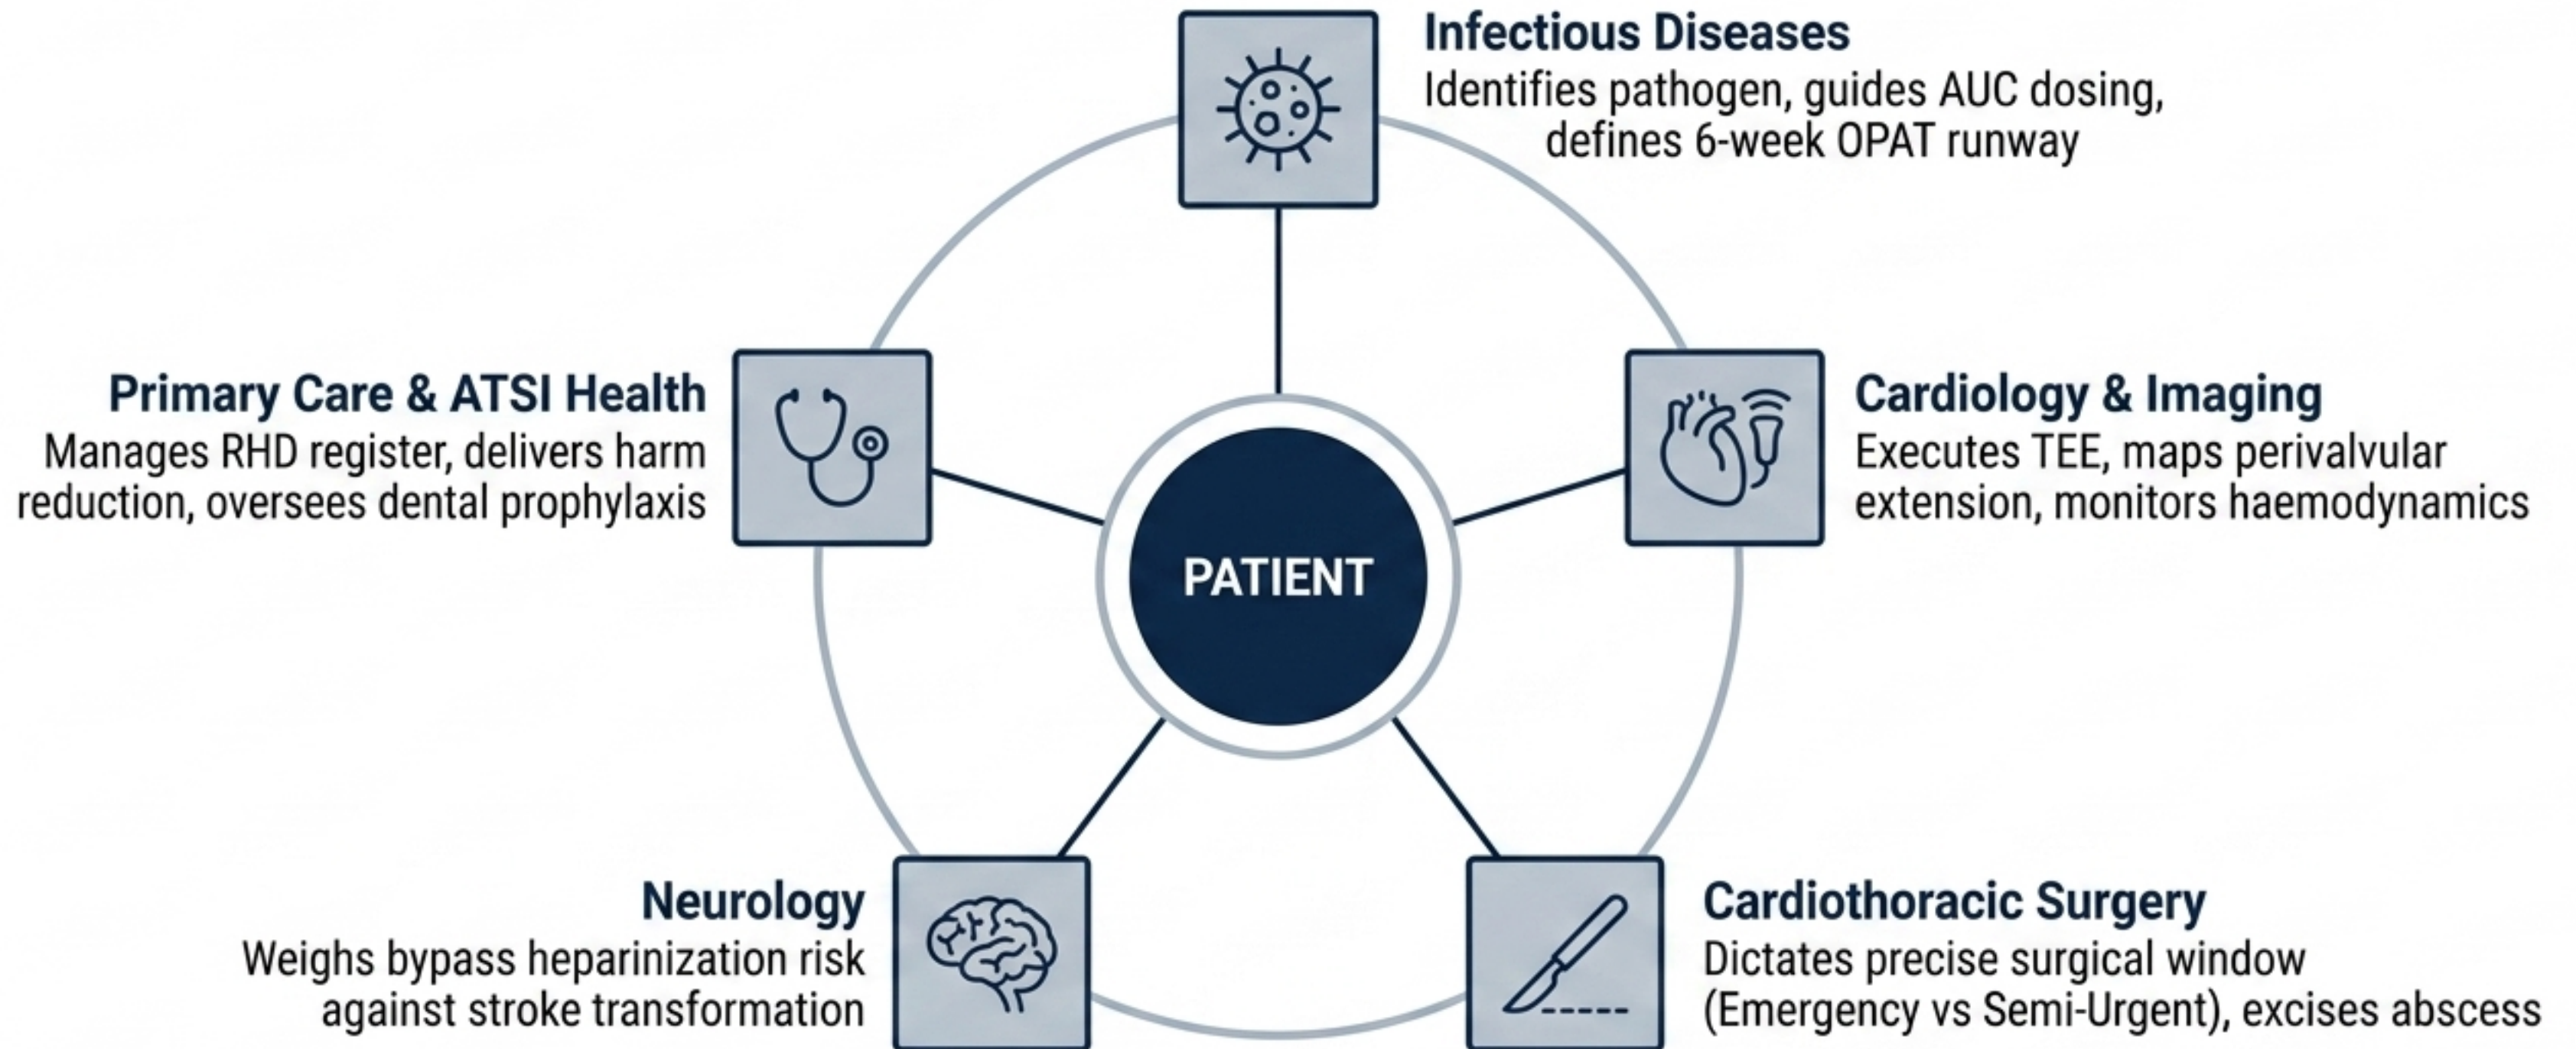 Infectious Diseases
Identifies pathogen, guides AUC dosing,
defines 6-week OPAT runway
Primary Care & ATSI Health
Manages RHD register, delivers harm
reduction, oversees dental prophylaxis
Cardiology & Imaging
Executes TEE, maps perivalvular
extension, monitors haemodynamics
PATIENT
Neurology
Weighs bypass heparinization risk
against stroke transformation
Cardiothoracic Surgery
Dictates precise surgical window
(Emergency vs Semi-Urgent), excises abscess